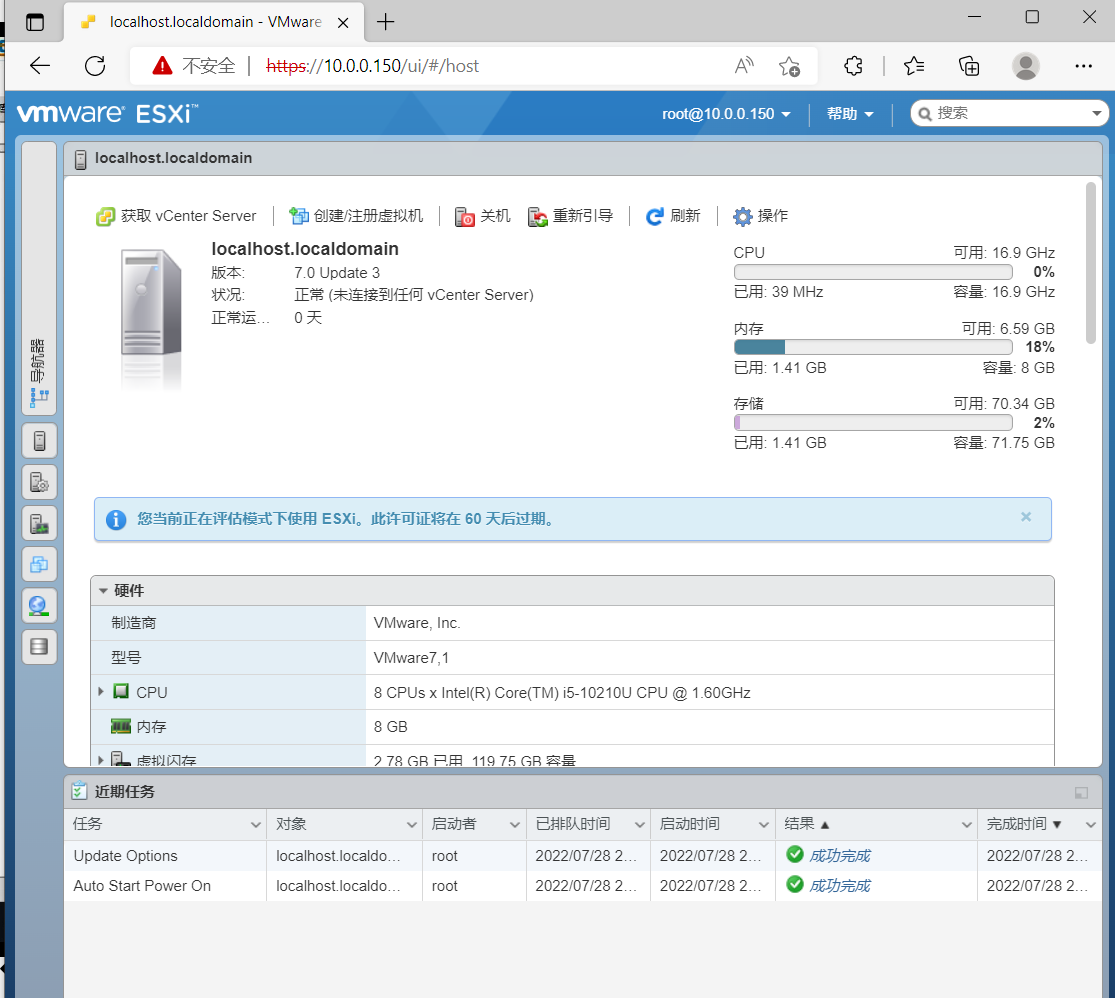 localhost.localdomain - VMware
不安全 https://10.0.0.150/ui/#/host
vmware ESXi™
root@10.0.0.150 帮助 搜索
导航器
localhost.localdomain
获取 vCenter Server 创建/注册虚拟机 关机 重新引导 刷新 操作
localhost.localdomain
版本: 7.0 Update 3
状况: 正常 (未连接到任何 vCenter Server)
正常运... 0 天
CPU 可用: 16.9 GHz
0%
已用: 39 MHz 容量: 16.9 GHz
内存 可用: 6.59 GB
18%
已用: 1.41 GB 容量: 8 GB
存储 可用: 70.34 GB
2%
已用: 1.41 GB 容量: 71.75 GB
您当前正在评估模式下使用 ESXi。此许可证将在 60 天后过期。
硬件
制造商 VMware, Inc.
型号 VMware7,1
CPU 8 CPUs x Intel(R) Core(TM) i5-10210U CPU @ 1.60GHz
内存 8 GB
虚拟闪存 2.78 GB 已用, 119.75 GB 容量
近期任务
任务 对象 启动者 已排队时间 启动时间 结果 ▲ 完成时间 ▼
Update Options localhost.localdo... root 2022/07/28 2... 2022/07/28 2... 成功完成 2022/07/28 2...
Auto Start Power On localhost.localdo... root 2022/07/28 2... 2022/07/28 2... 成功完成 2022/07/28 2...